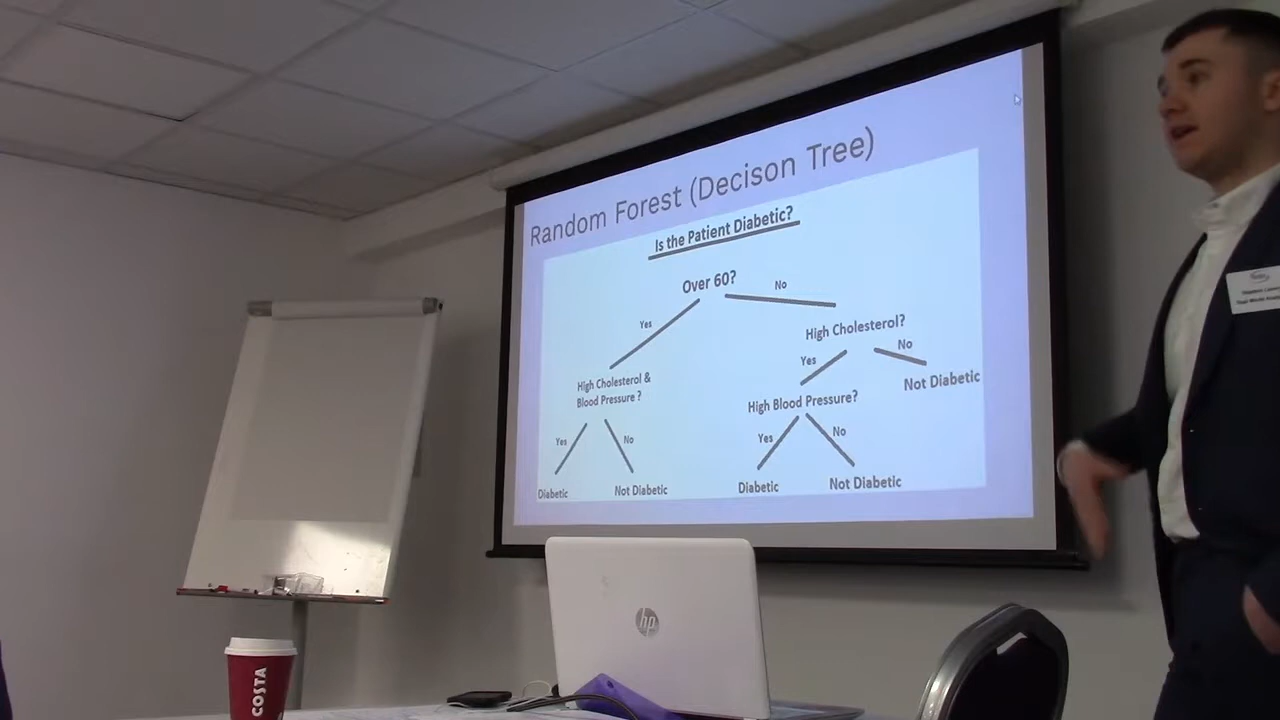 Random Forest (Decison Tree)
Is the Patient Diabetic?
Over 60?
Yes
No
High Cholesterol &
Blood Pressure ?
Yes
No
Diabetic
Not Diabetic
High Cholesterol?
Yes
No
Not Diabetic
High Blood Pressure?
Yes
No
Diabetic
Not Diabetic
hp
COSTA